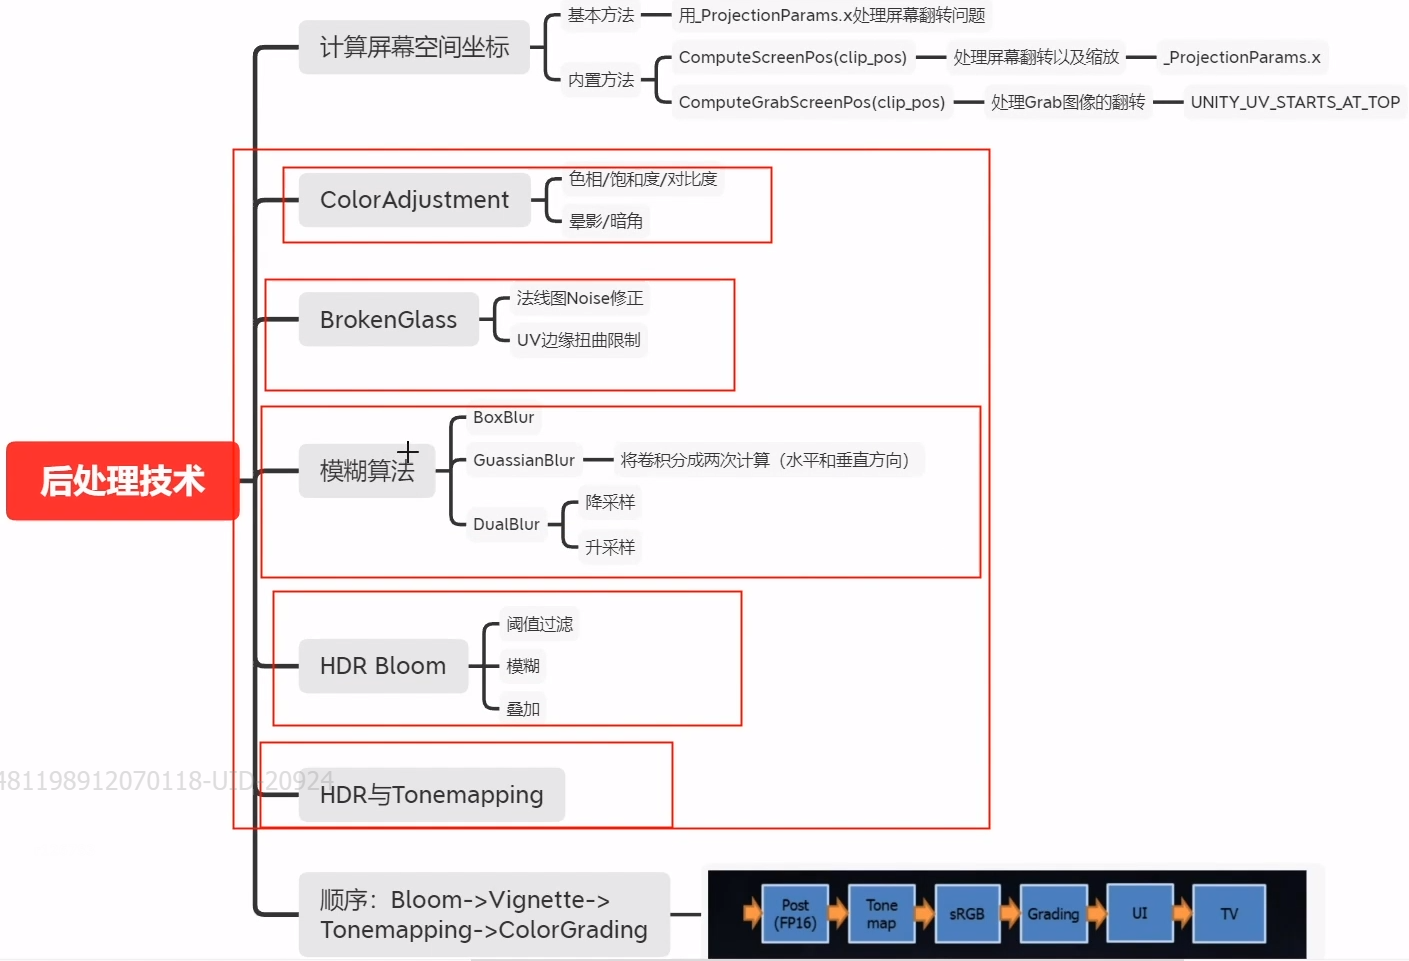 计算屏幕空间坐标
基本方法
用_ProjectionParams.x处理屏幕翻转问题
内置方法
ComputeScreenPos(clip_pos)
处理屏幕翻转以及缩放
_ProjectionParams.x
ComputeGrabScreenPos(clip_pos)
处理Grab图像的翻转
UNITY_UV_STARTS_AT_TOP
ColorAdjustment
色相/饱和度/对比度
晕影/暗角
BrokenGlass
法线图Noise修正
UV边缘扭曲限制
后处理技术
模糊算法
BoxBlur
GuassianBlur
将卷积分成两次计算（水平和垂直方向）
DualBlur
降采样
升采样
HDR Bloom
阈值过滤
模糊
叠加
481198912070118-UID-20924
HDR与Tonemapping
顺序：Bloom->Vignette->
Tonemapping->ColorGrading
Post
(FP16)
Tone
map
sRGB
Grading
UI
TV